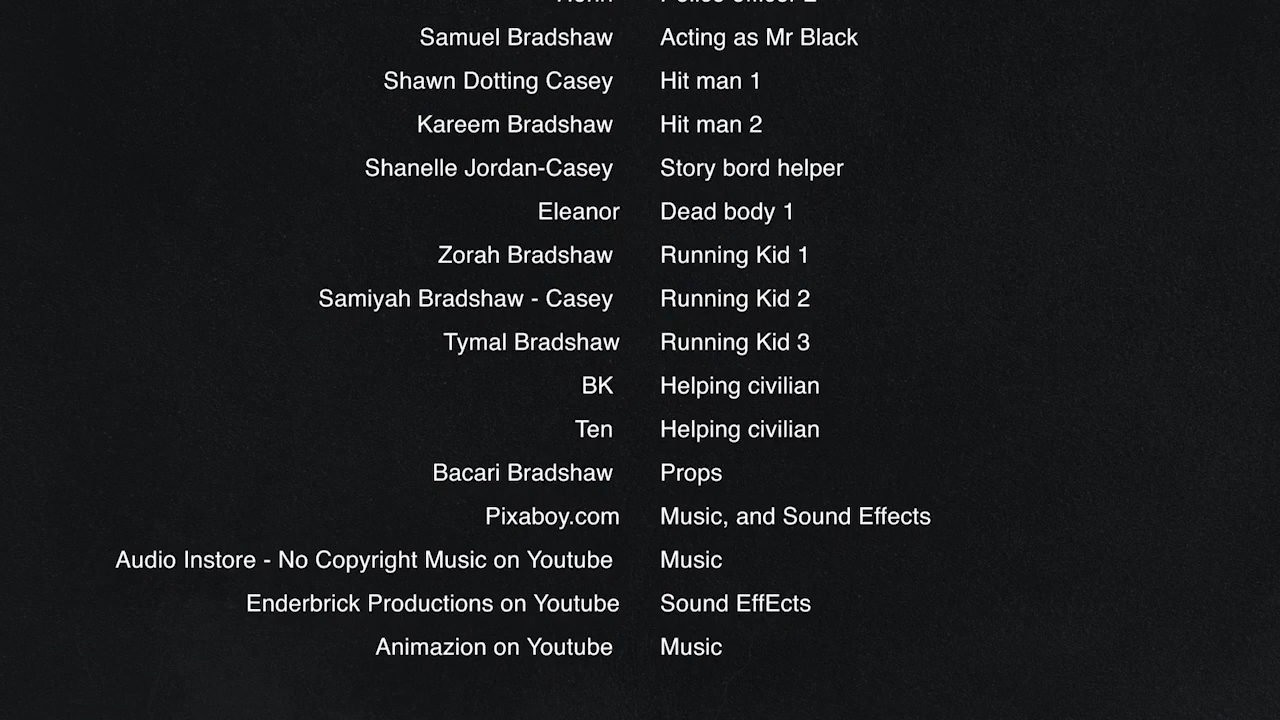 Samuel Bradshaw Acting as Mr Black
Shawn Dotting Casey Hit man 1
Kareem Bradshaw Hit man 2
Shanelle Jordan-Casey Story bord helper
Eleanor Dead body 1
Zorah Bradshaw Running Kid 1
Samiyah Bradshaw - Casey Running Kid 2
Tymal Bradshaw Running Kid 3
BK Helping civilian
Ten Helping civilian
Bacari Bradshaw Props
Pixaboy.com Music, and Sound Effects
Audio Instore - No Copyright Music on Youtube Music
Enderbrick Productions on Youtube Sound EffEcts
Animazion on Youtube Music